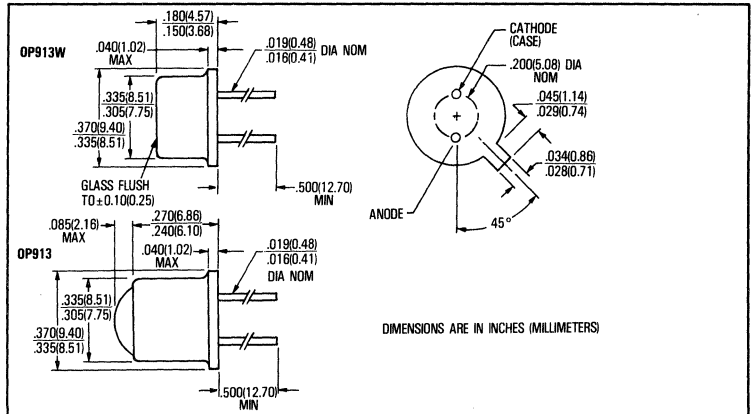 .180(4.57)
.150(3.68)
OP913W
.040(1.02)
MAX
.019(0.48)
.016(0.41)
DIA NOM
.335(8.51)
.305(7.75)
.370(9.40)
.335(8.51)
GLASS FLUSH
TO ± 0.10(0.25)
.500(12.70)
MIN
CATHODE
(CASE)
.200(5.08) DIA
NOM
.045(1.14)
.029(0.74)
.034(0.86)
.028(0.71)
ANODE
45°
.085(2.16)
MAX
.270(6.86)
.240(6.10)
OP913
.040(1.02)
MAX
.019(0.48)
.016(0.41)
DIA NOM
.335(8.51)
.305(7.75)
.370(9.40)
.335(8.51)
.500(12.70)
MIN
DIMENSIONS ARE IN INCHES (MILLIMETERS)